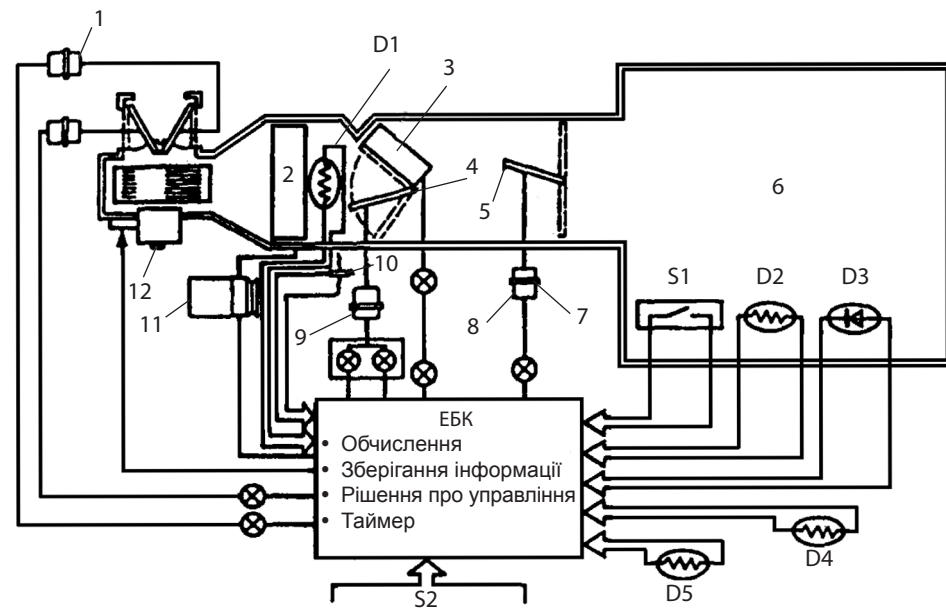 1
D1
3
4
2
5
6
12
11
10
9
8
7
S1
D2
D3
ЕБК
• Обчислення
• Зберігання інформації
• Рішення про управління
• Таймер
D4
D5
S2